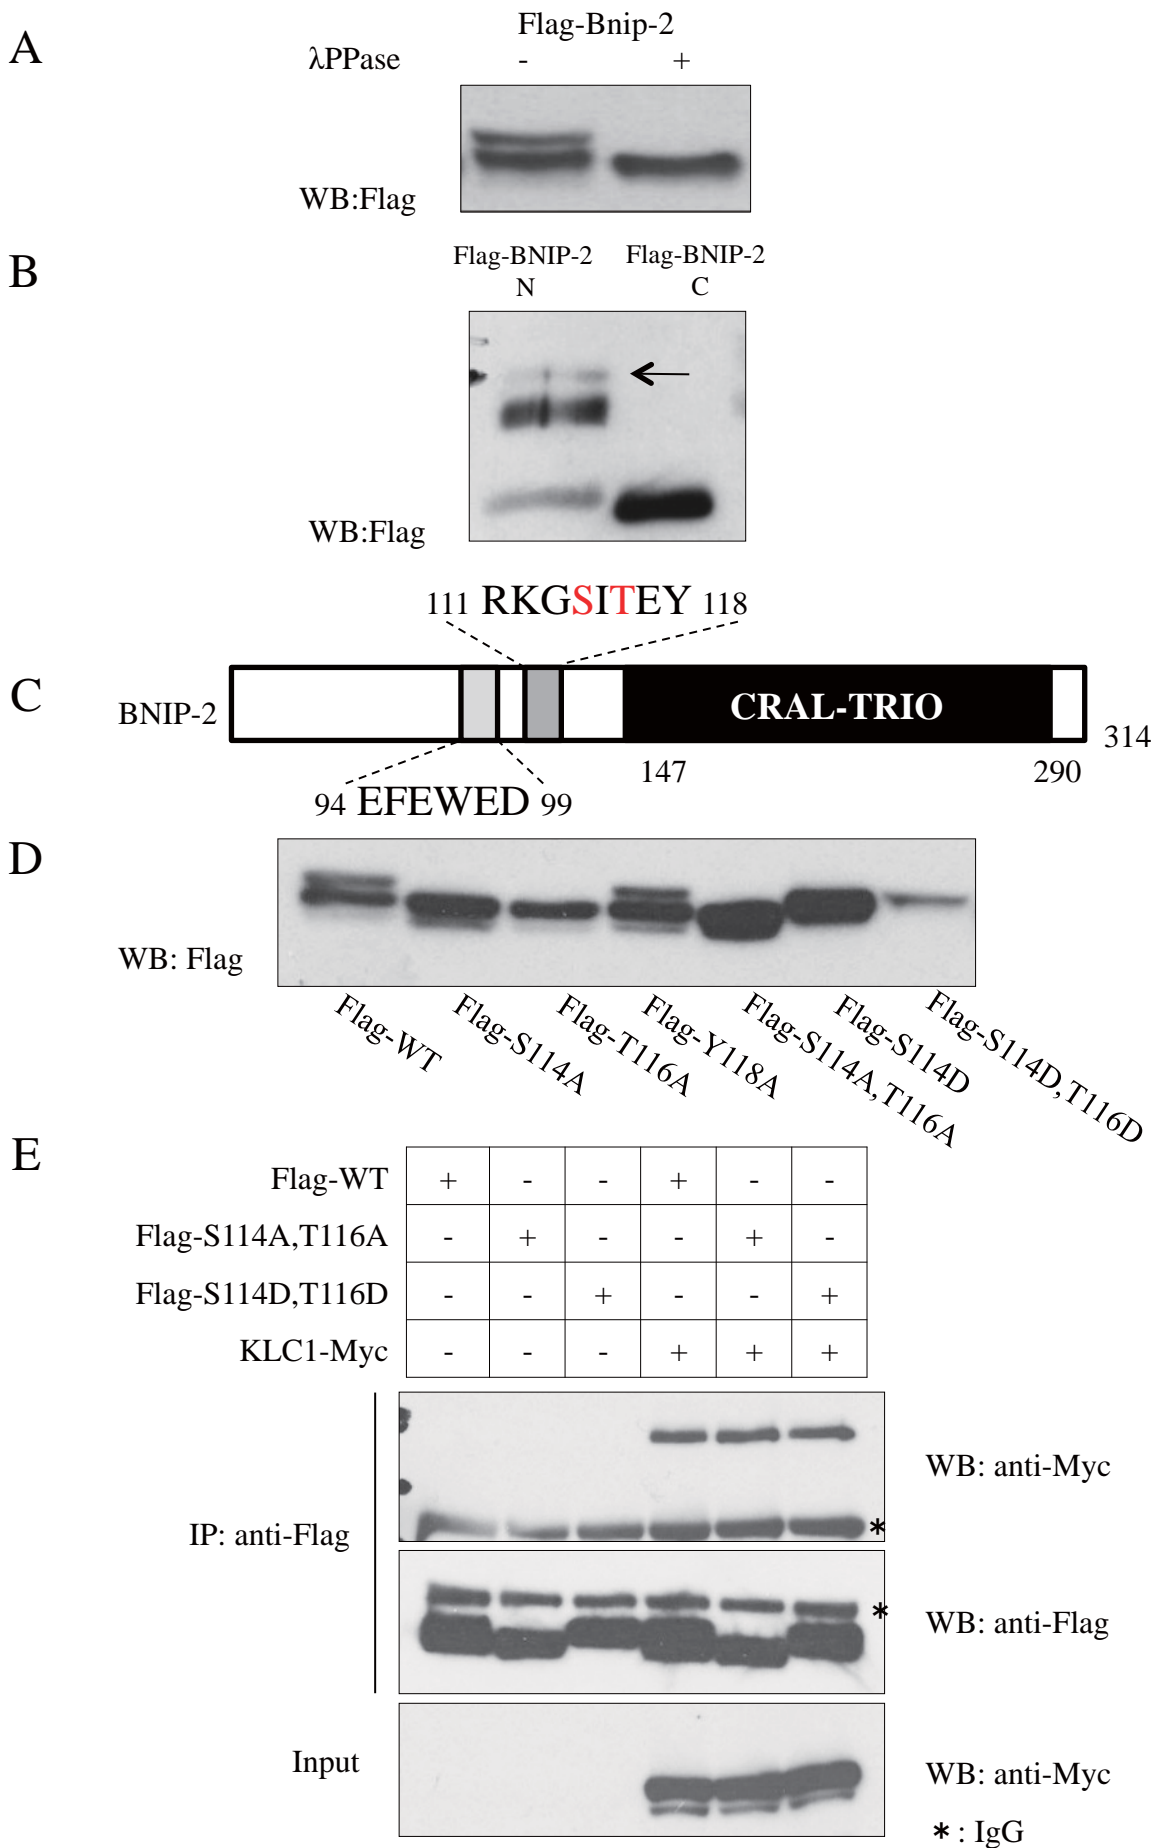 A
Flag-Bnip-2
λPPase - +
WB:Flag
B
Flag-BNIP-2 N
Flag-BNIP-2 C
WB:Flag
111 RKGSITEY 118
C
BNIP-2
CRAL-TRIO
314
147
290
94 EFEWED 99
D
WB: Flag
Flag-WT
Flag-S114A
Flag-T116A
Flag-Y118A
Flag-S114A,T116A
Flag-S114D
Flag-S114D,T116D
E
Flag-WT + - - + - -
Flag-S114A,T116A - + - - + -
Flag-S114D,T116D - - + - - +
KLC1-Myc - - - + + +
IP: anti-Flag
*
WB: anti-Myc
*
WB: anti-Flag
Input
WB: anti-Myc
* : IgG